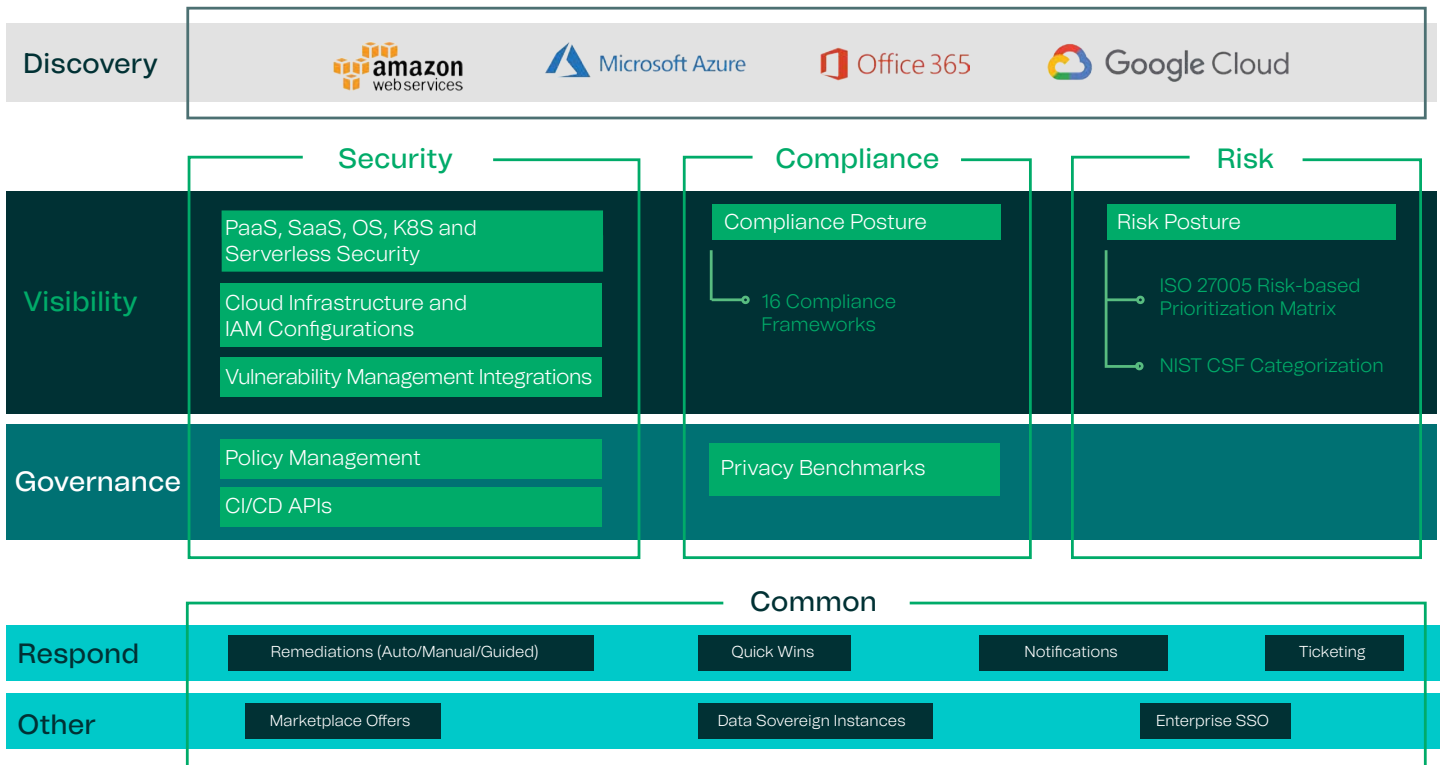 Discovery
amazon
webservices
Microsoft Azure
Office 365
Google Cloud
Security
Compliance
Risk
Visibility
PaaS, SaaS, OS, K8S and
Serverless Security
Cloud Infrastructure and
IAM Configurations
Vulnerability Management Integrations
Compliance Posture
16 Compliance
Frameworks
Risk Posture
ISO 27005 Risk-based
Prioritization Matrix
NIST CSF Categorization
Governance
Policy Management
CI/CD APIs
Privacy Benchmarks
Common
Respond
Remediations (Auto/Manual/Guided)
Quick Wins
Notifications
Ticketing
Other
Marketplace Offers
Data Sovereign Instances
Enterprise SSO